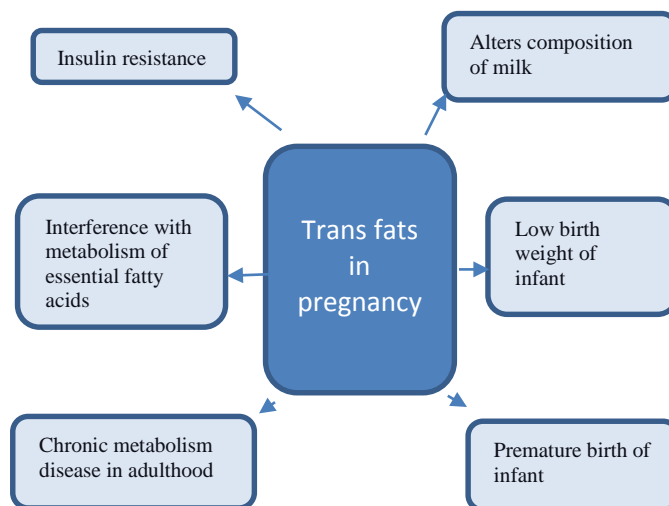 Insulin resistance
Alters composition
of milk
Interference with
metabolism of
essential fatty
acids
Trans fats
in
pregnancy
Low birth
weight of
infant
Chronic metabolism
disease in adulthood
Premature birth of
infant